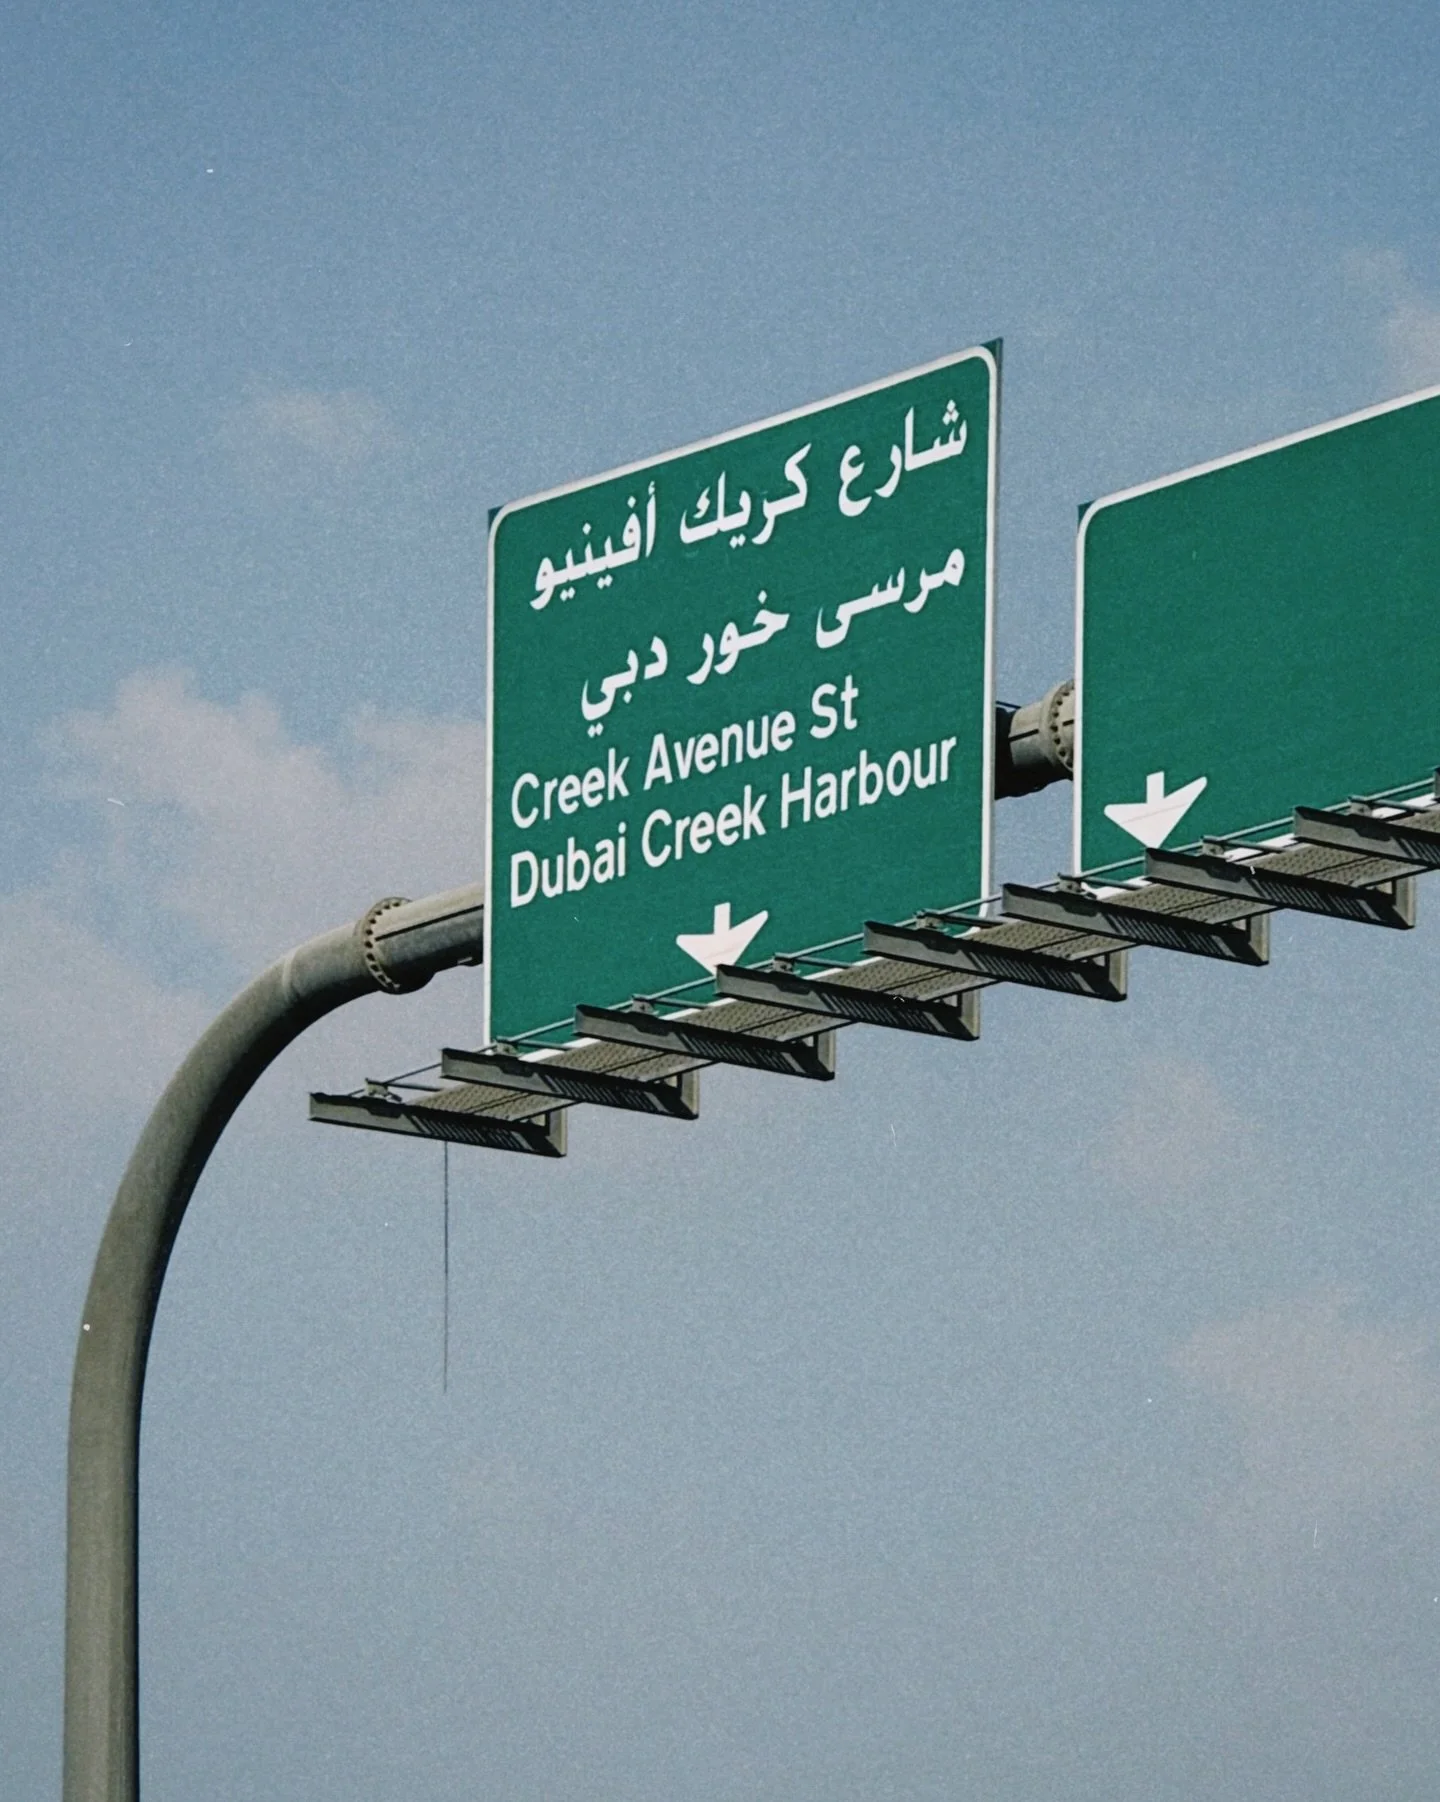 شارع كريك أفينيو
مرسى خور دبي
Creek Avenue St
Dubai Creek Harbour